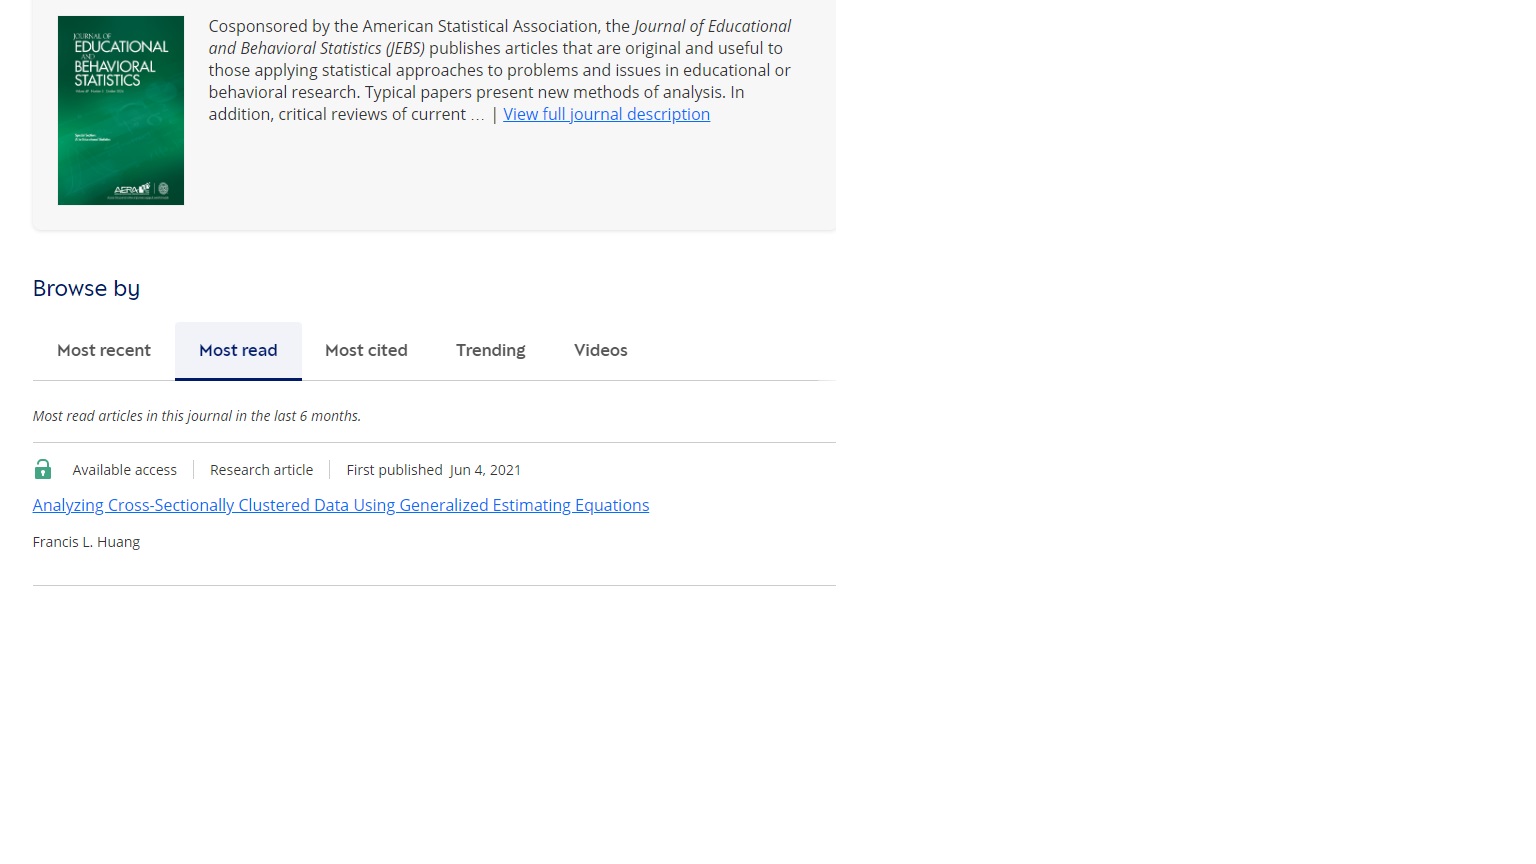 JOURNAL OF
EDUCATIONAL
AND
BEHAVIORAL
STATISTICS
AERA
Cosponsored by the American Statistical Association, the Journal of Educational
and Behavioral Statistics (JEBS) publishes articles that are original and useful to
those applying statistical approaches to problems and issues in educational or
behavioral research. Typical papers present new methods of analysis. In
addition, critical reviews of current … | View full journal description
Browse by
Most recent
Most read
Most cited
Trending
Videos
Most read articles in this journal in the last 6 months.
Available access
Research article
First published Jun 4, 2021
Analyzing Cross-Sectionally Clustered Data Using Generalized Estimating Equations
Francis L. Huang